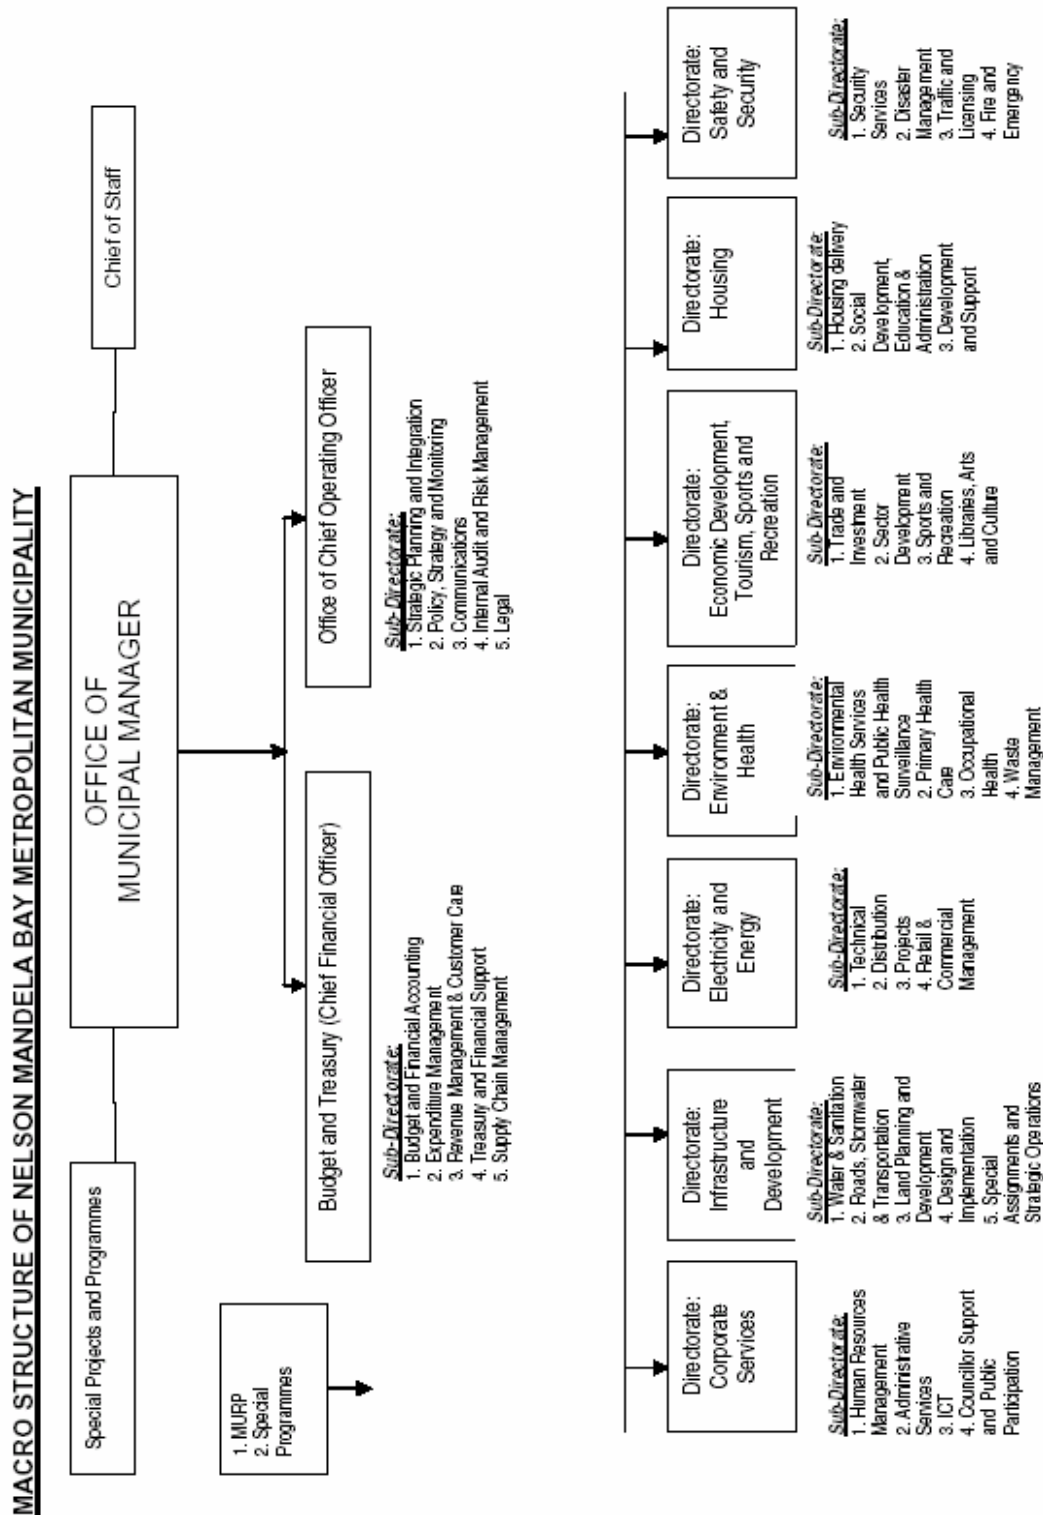 MACRO STRUCTURE OF NELSON MANDELA BAY METROPOLITAN MUNICIPALITY
Special Projects and Programmes
OFFICE OF
MUNICIPAL MANAGER
Chief of Staff
1. MURP
2. Special
Programmes
Budget and Treasury (Chief Financial Officer)
Sub-Directorate:
1. Budget and Financial Accounting
2. Expenditure Management
3. Revenue Management & Customer Care
4. Treasury and Financial Support
5. Supply Chain Management
Office of Chief Operating Officer
Sub-Directorate:
1. Strategic Planning and Integration
2. Policy, Strategy and Monitoring
3. Communications
4. Internal Audit and Risk Management
5. Legal
Directorate:
Corporate
Services
Sub-Directorate:
1. Human Resources
Management
2. Administrative
Services
3. ICT
4. Councillor Support
and Public
Participation
Directorate:
Infrastructure
and
Development
Sub-Directorate:
1. Water & Sanitation
2. Roads, Stormwater
& Transportation
3. Land Planning and
Development
4. Design and
Implementation
5. Special
Assignments and
Strategic Operations
Directorate:
Electricity and
Energy
Sub-Directorate:
1. Technical
2. Distribution
3. Projects
4. Retail &
Commercial
Management
Directorate:
Environment &
Health
Sub-Directorate:
1. Environmental
Health Services
and Public Health
Surveillance
2. Primary Health
Care
3. Occupational
Health
4. Waste
Management
Directorate:
Economic Development,
Tourism, Sports and
Recreation
Sub-Directorate:
1. Trade and
Investment
2. Sector
Development
3. Sports and
Recreation
4. Libraries, Arts
and Culture
Directorate:
Housing
Sub-Directorate:
1. Housing delivery
2. Social
Development,
Education &
Administration
3. Development
and Support
Directorate:
Safety and
Security
Sub-Directorate:
1. Security
Services
2. Disaster
Management
3. Traffic and
Licensing
4. Fire and
Emergency